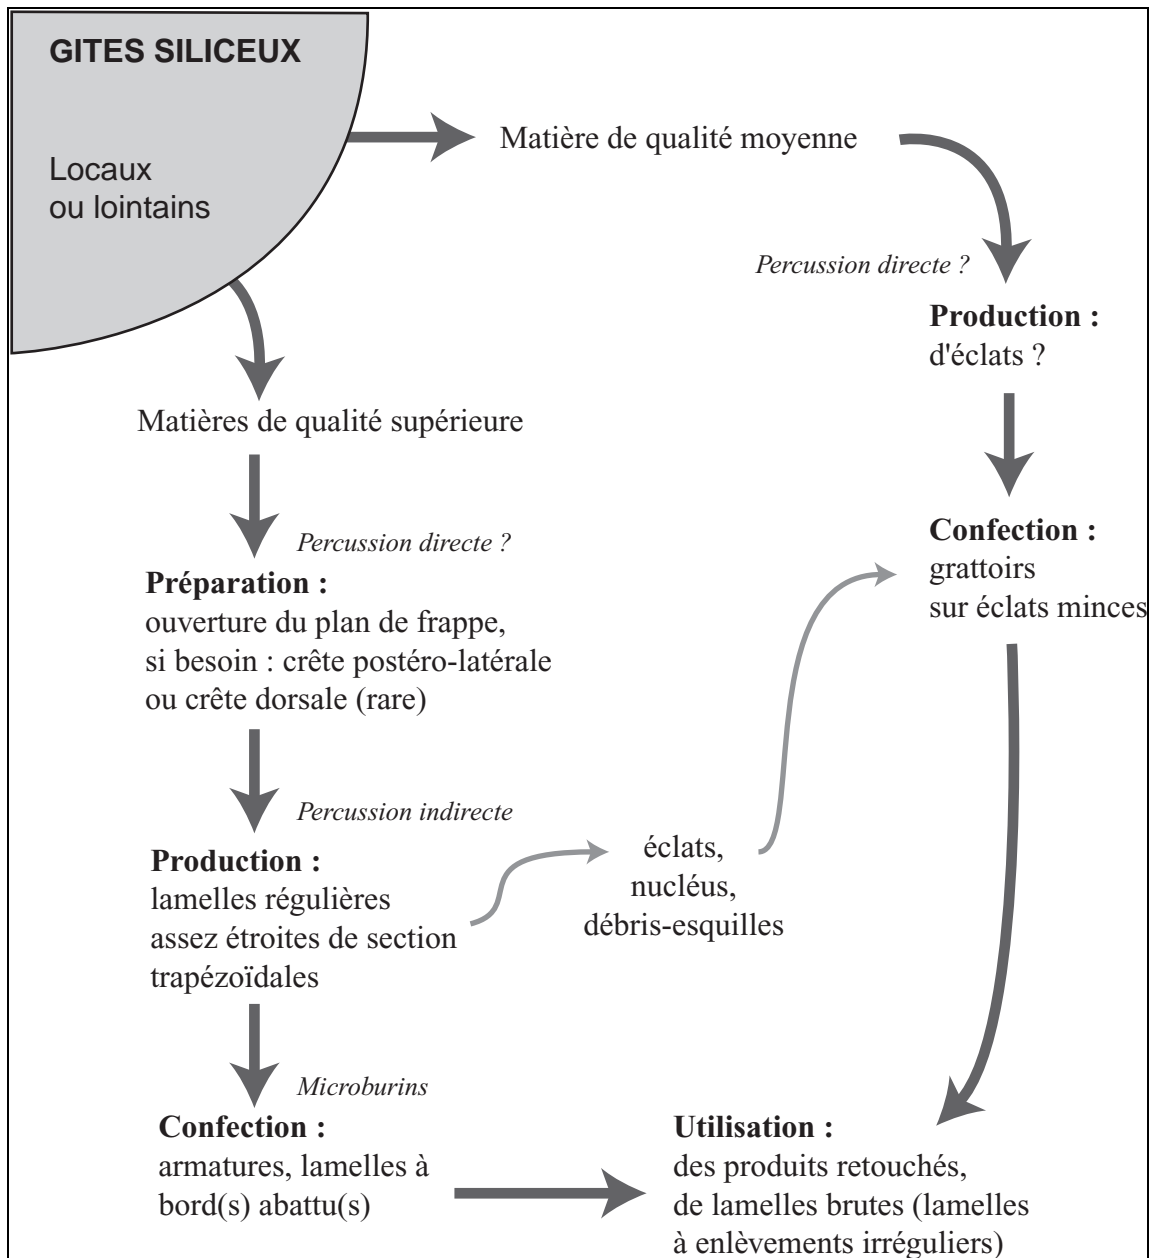 GITES SILICEUX
Locaux
ou lointains
Matière de qualité moyenne
Percussion directe ?
Production :
d'éclats ?
Matières de qualité supérieure
Percussion directe ?
Préparation :
ouverture du plan de frappe,
si besoin : crête postéro-latérale
ou crête dorsale (rare)
Confection :
grattoirs
sur éclats minces
Percussion indirecte
Production :
lamelles régulières
assez étroites de section
trapézoïdales
éclats,
nucléus,
débris-esquilles
Microburins
Confection :
armatures, lamelles à
bord(s) abattu(s)
Utilisation :
des produits retouchés,
de lamelles brutes (lamelles
à enlèvements irréguliers)